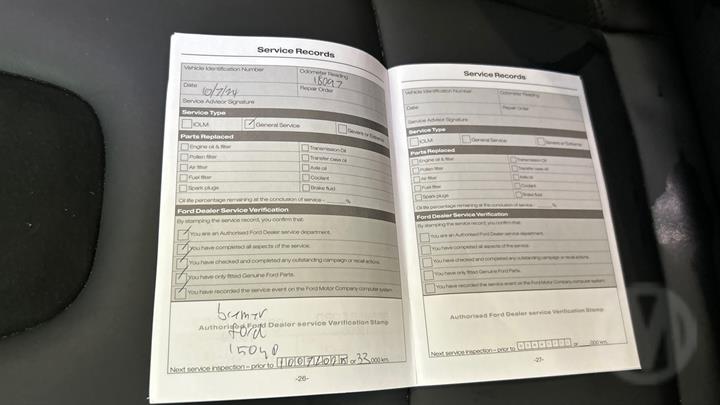 Service Records
Vehicle Identification Number
Odometer Reading
18097
Date
10/7/24
Repair Order
Service Advisor Signature
Service Type
IOLM
General Service
Severe or Extreme
Parts Replaced
Engine oil & filter
Transmission Oil
Pollen filter
Transfer case oil
Air filter
Axle oil
Fuel filter
Coolant
Spark plugs
Brake fluid
Oil life percentage remaining at the conclusion of service - %
Ford Dealer Service Verification
By stamping the service record, you confirm that:
You are an Authorised Ford Dealer service department.
You have completed all aspects of the service.
You have checked and completed any outstanding campaign or recall actions.
You have only fitted Genuine Ford Parts.
You have recorded the service event on the Ford Motor Company computer system.
Authorised Ford Dealer service Verification Stamp
Ford
15040
Next service inspection – prior to or 33,000 km.
-26-
Service Records
Vehicle Identification Number
Odometer Reading
Date
Repair Order
Service Advisor Signature
Service Type
IOLM
General Service
Severe or Extreme
Parts Replaced
Engine oil & filter
Transmission Oil
Pollen filter
Transfer case oil
Air filter
Axle oil
Fuel filter
Coolant
Spark plugs
Brake fluid
Oil life percentage remaining at the conclusion of service - %
Ford Dealer Service Verification
By stamping the service record, you confirm that:
You are an Authorised Ford Dealer service department.
You have completed all aspects of the service.
You have checked and completed any outstanding campaign or recall actions.
You have only fitted Genuine Ford Parts.
You have recorded the service event on the Ford Motor Company computer system.
Authorised Ford Dealer service Verification Stamp
Next service inspection – prior to or ,000 km.
-27-